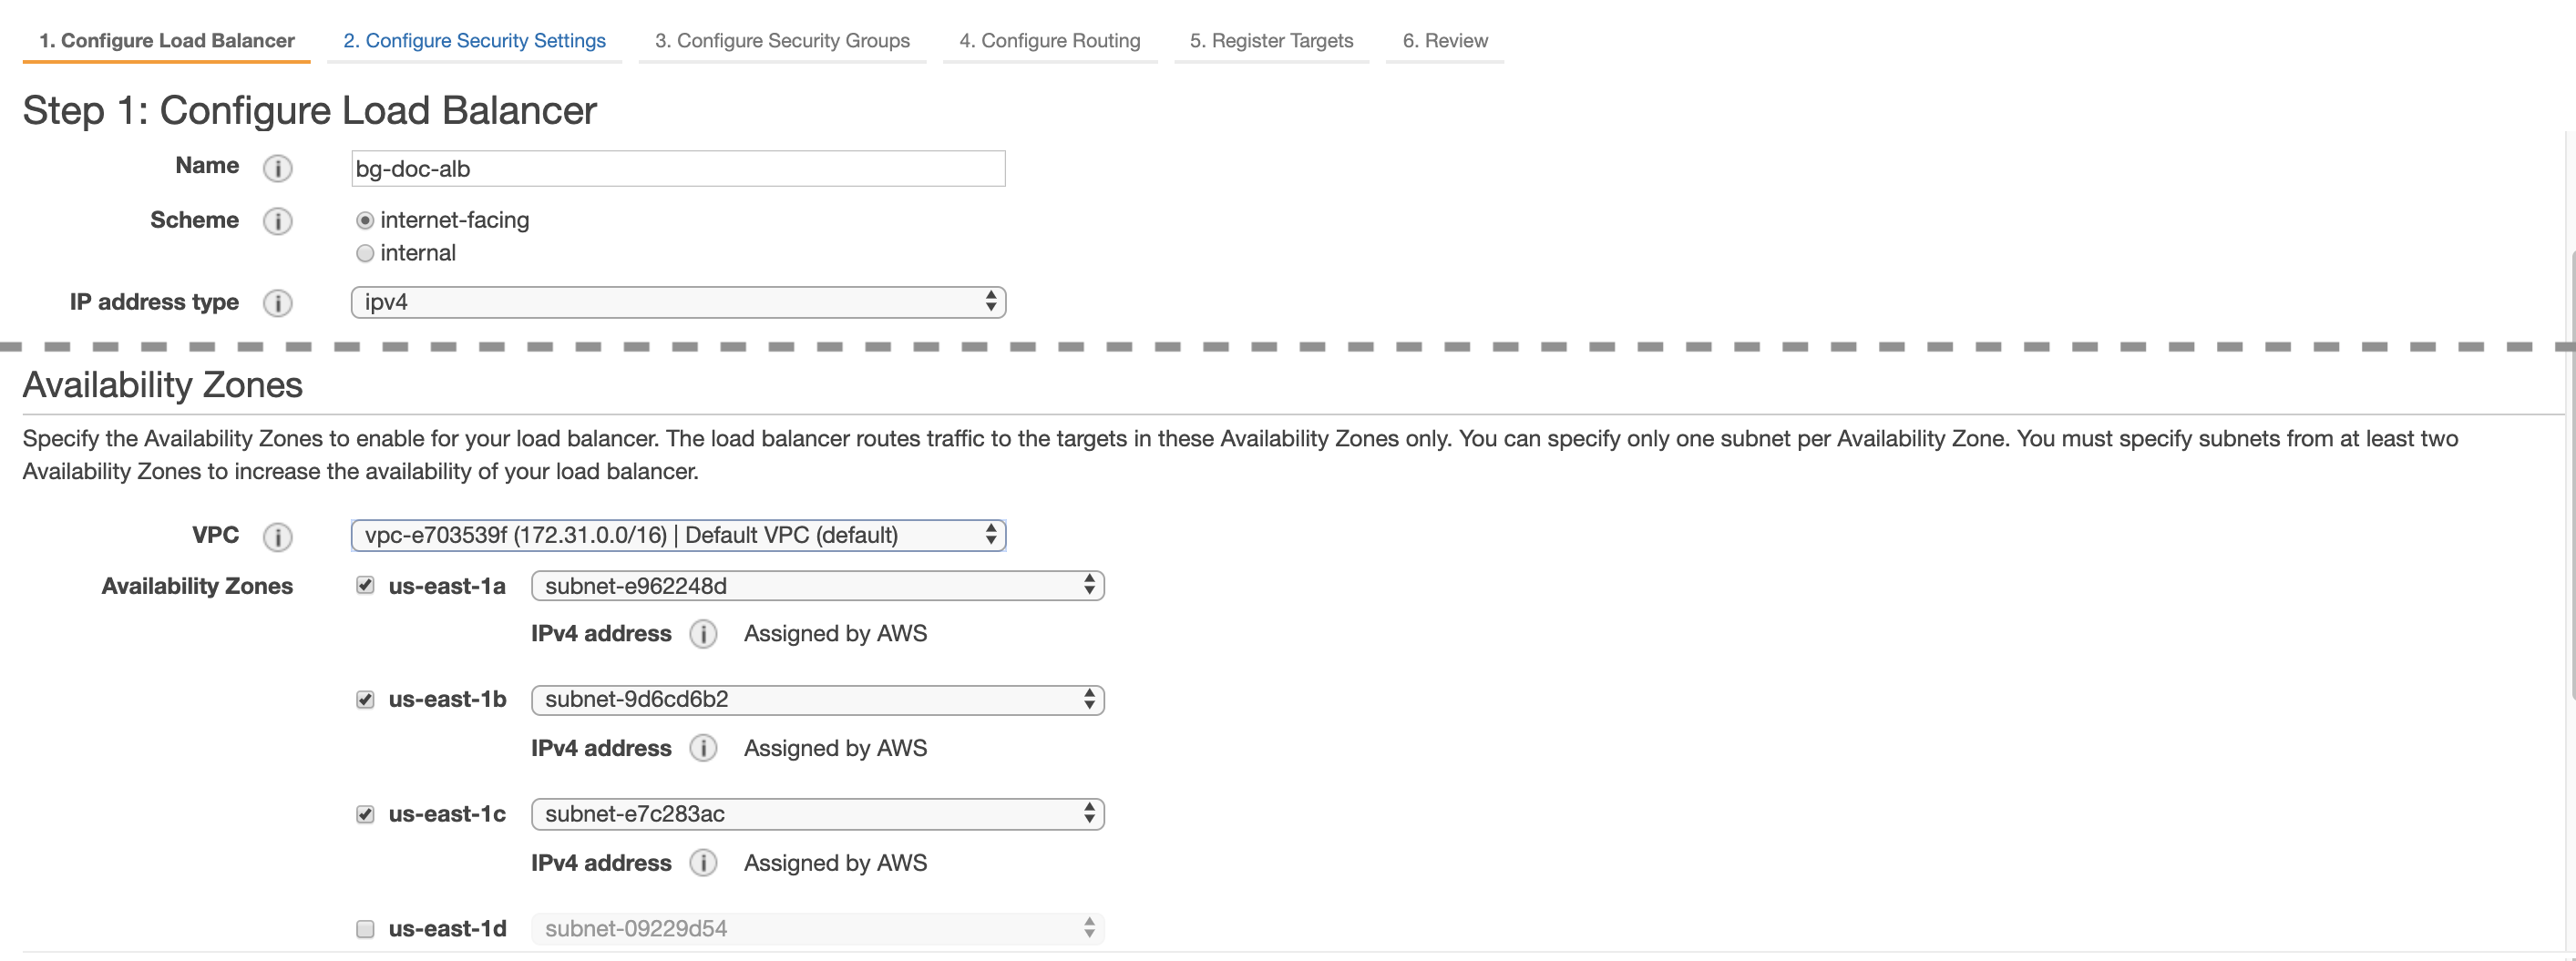 1. Configure Load Balancer 2. Configure Security Settings 3. Configure Security Groups 4. Configure Routing 5. Register Targets 6. Review
Step 1: Configure Load Balancer
Name i bg-doc-alb
Scheme i internet-facing
internal
IP address type i ipv4
Availability Zones
Specify the Availability Zones to enable for your load balancer. The load balancer routes traffic to the targets in these Availability Zones only. You can specify only one subnet per Availability Zone. You must specify subnets from at least two
Availability Zones to increase the availability of your load balancer.
VPC i vpc-e703539f (172.31.0.0/16) | Default VPC (default)
Availability Zones us-east-1a subnet-e962248d
IPv4 address i Assigned by AWS
us-east-1b subnet-9d6cd6b2
IPv4 address i Assigned by AWS
us-east-1c subnet-e7c283ac
IPv4 address i Assigned by AWS
us-east-1d subnet-09229d54